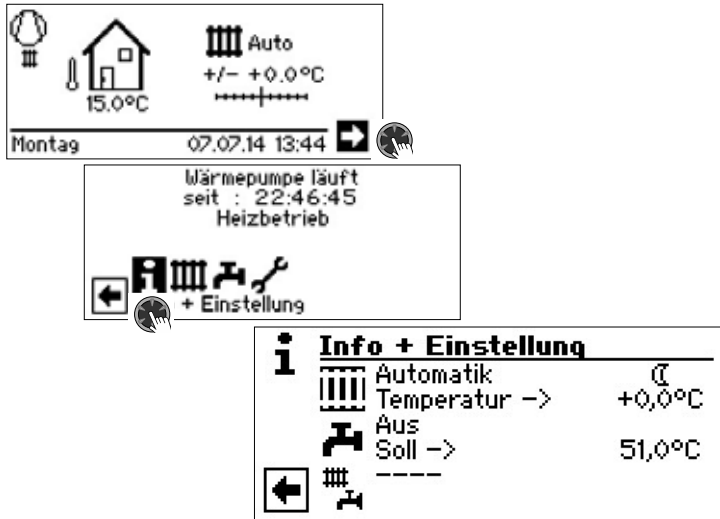 Auto
+/- +0.0°C
15.0°C
Montag 07.07.14 13:44
Wärmepumpe läuft
seit : 22:46:45
Heizbetrieb
+ Einstellung
i Info + Einstellung
Automatik
Temperatur -> +0,0°C
Aus
Soll -> 51,0°C
----